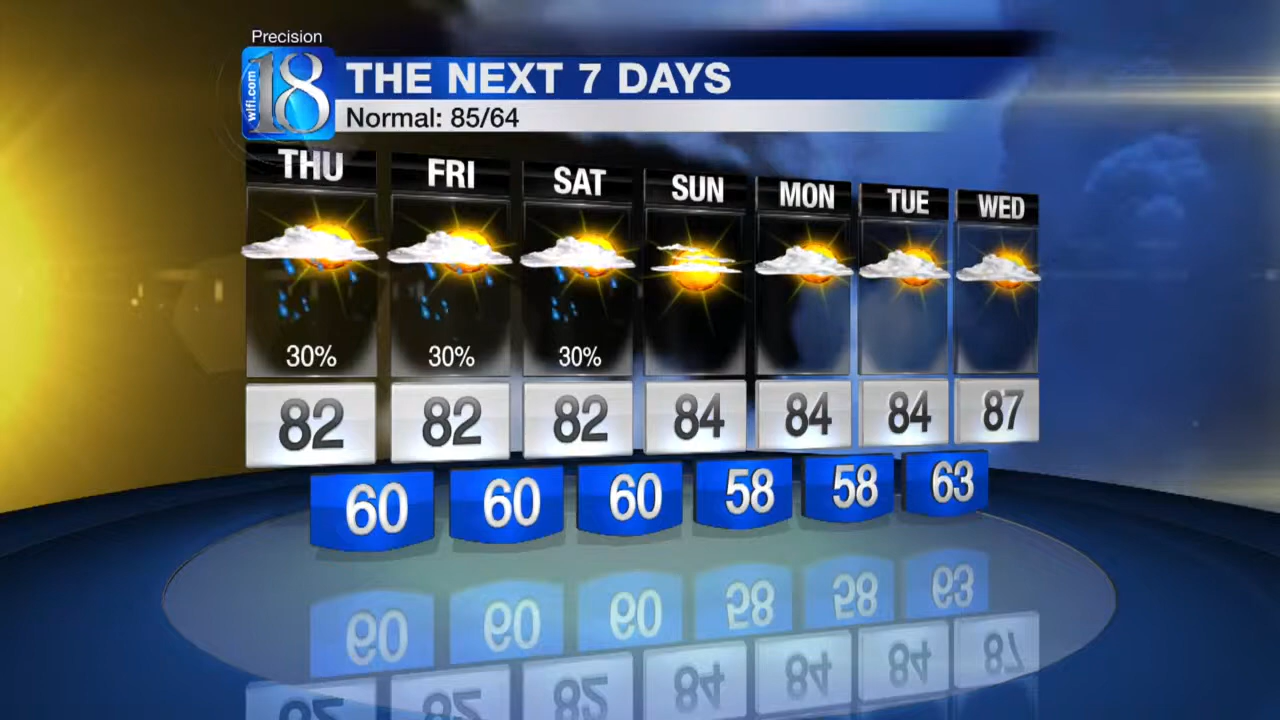 Precision
wlfi.com
18
THE NEXT 7 DAYS
Normal: 85/64
THU FRI SAT SUN MON TUE WED
30% 30% 30%
82 82 82 84 84 84 87
60 60 60 58 58 63